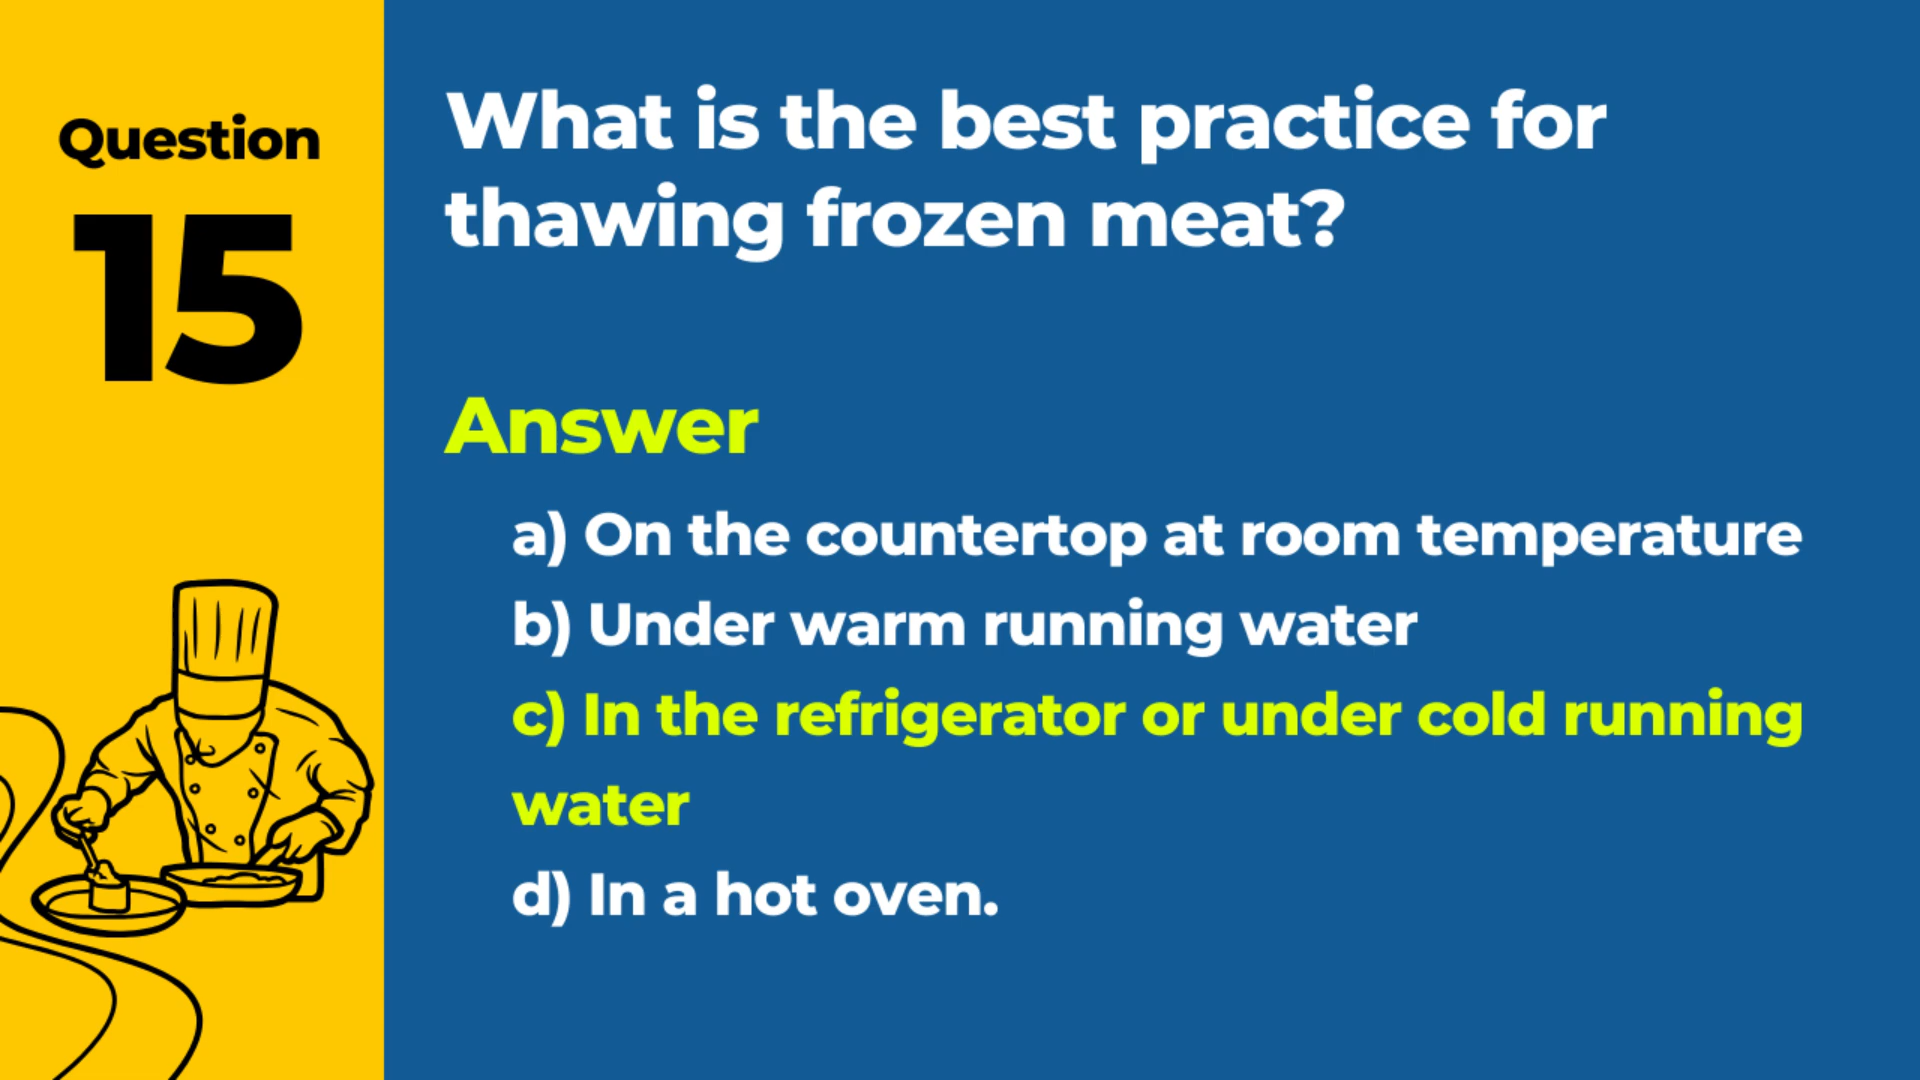 Question
15
What is the best practice for
thawing frozen meat?
Answer
a) On the countertop at room temperature
b) Under warm running water
c) In the refrigerator or under cold running
water
d) In a hot oven.